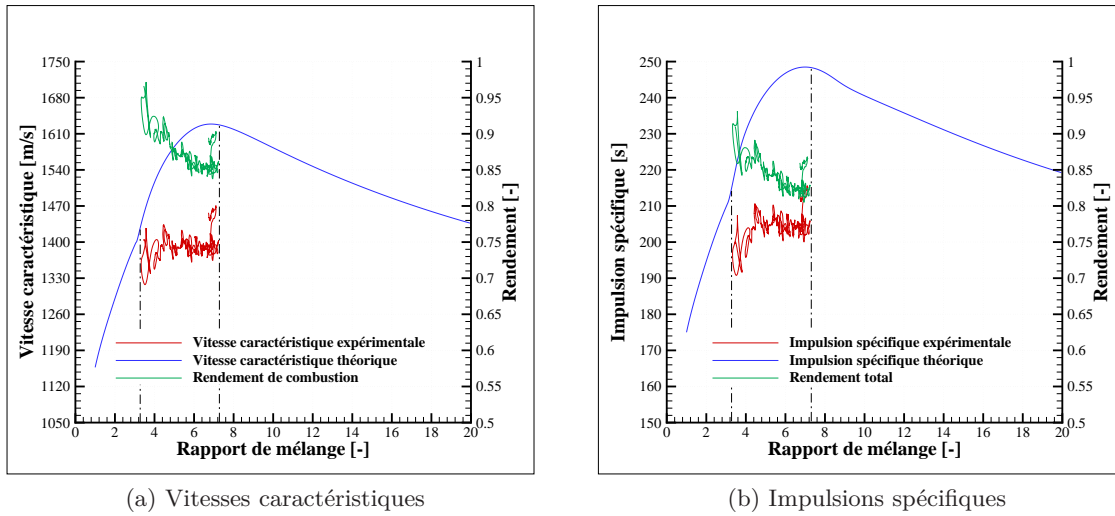 1750
1680
1610
1540
1470
1400
1330
1260
1190
1120
1050
Vitesse caractéristique [m/s]
1
0.95
0.9
0.85
0.8
0.75
0.7
0.65
0.6
0.55
0.5
Rendement [-]
Vitesse caractéristique expérimentale
Vitesse caractéristique théorique
Rendement de combustion
0 2 4 6 8 10 12 14 16 18 20
Rapport de mélange [-]
(a) Vitesses caractéristiques
250
240
230
220
210
200
190
180
170
160
150
Impulsion spécifique [s]
1
0.95
0.9
0.85
0.8
0.75
0.7
0.65
0.6
0.55
0.5
Rendement [-]
Impulsion spécifique expérimentale
Impulsion spécifique théorique
Rendement total
0 2 4 6 8 10 12 14 16 18 20
Rapport de mélange [-]
(b) Impulsions spécifiques